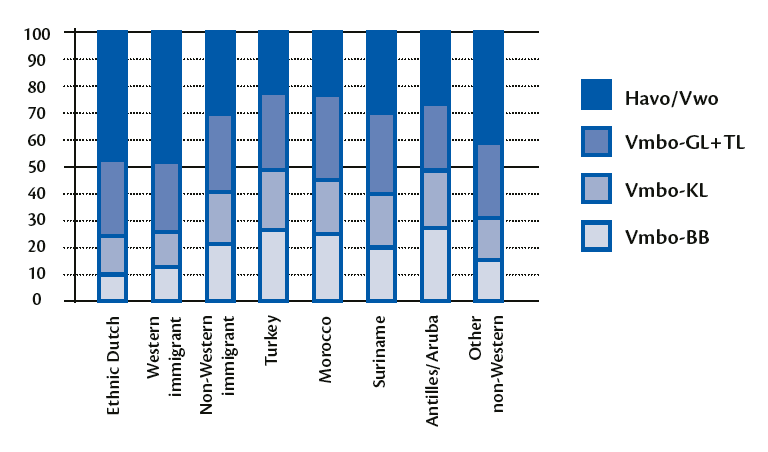 100
90
80
70
60
50
40
30
20
10
0
Ethnic Dutch
Western
immigrant
Non-Western
immigrant
Turkey
Morocco
Suriname
Antilles/Aruba
Other
non-Western
Havo/Vwo
Vmbo-GL+TL
Vmbo-KL
Vmbo-BB